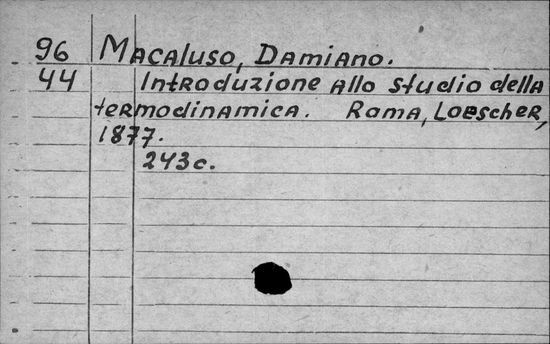 96 Macaluso, Damiano.
44 Introduzione allo studio della
termodinamica. Roma, Loescher,
1877.
243c.